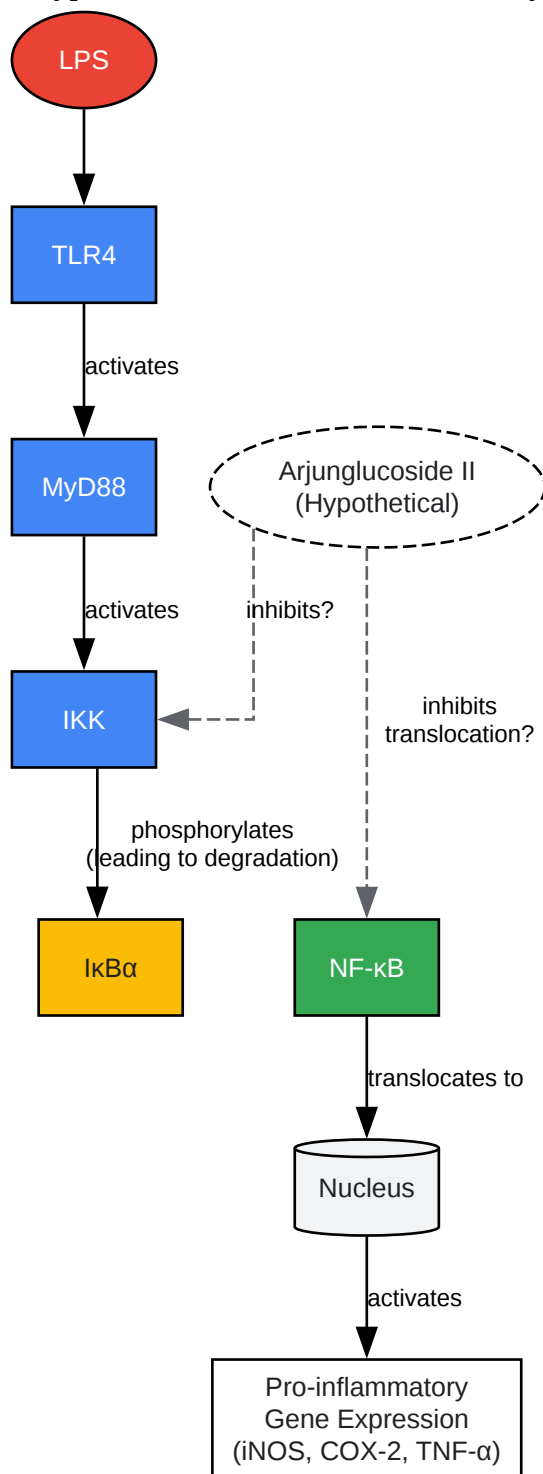 LPS
TLR4
activates
MyD88
Arjunglucoside II
(Hypothetical)
activates
inhibits?
IKK
inhibits
translocation?
phosphorylates
(leading to degradation)
IκBα
NF-κB
translocates to
Nucleus
activates
Pro-inflammatory
Gene Expression
(iNOS, COX-2, TNF-α)